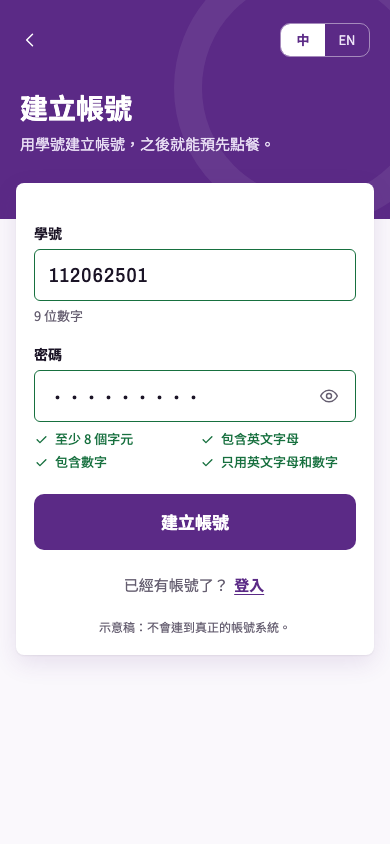 中 EN
建立帳號
用學號建立帳號，之後就能預先點餐。
學號
112062501
9 位數字
密碼
• • • • • • • • •
至少 8 個字元 包含英文字母
包含數字 只用英文字母和數字
建立帳號
已經有帳號了？ 登入
示意稿：不會連到真正的帳號系統。